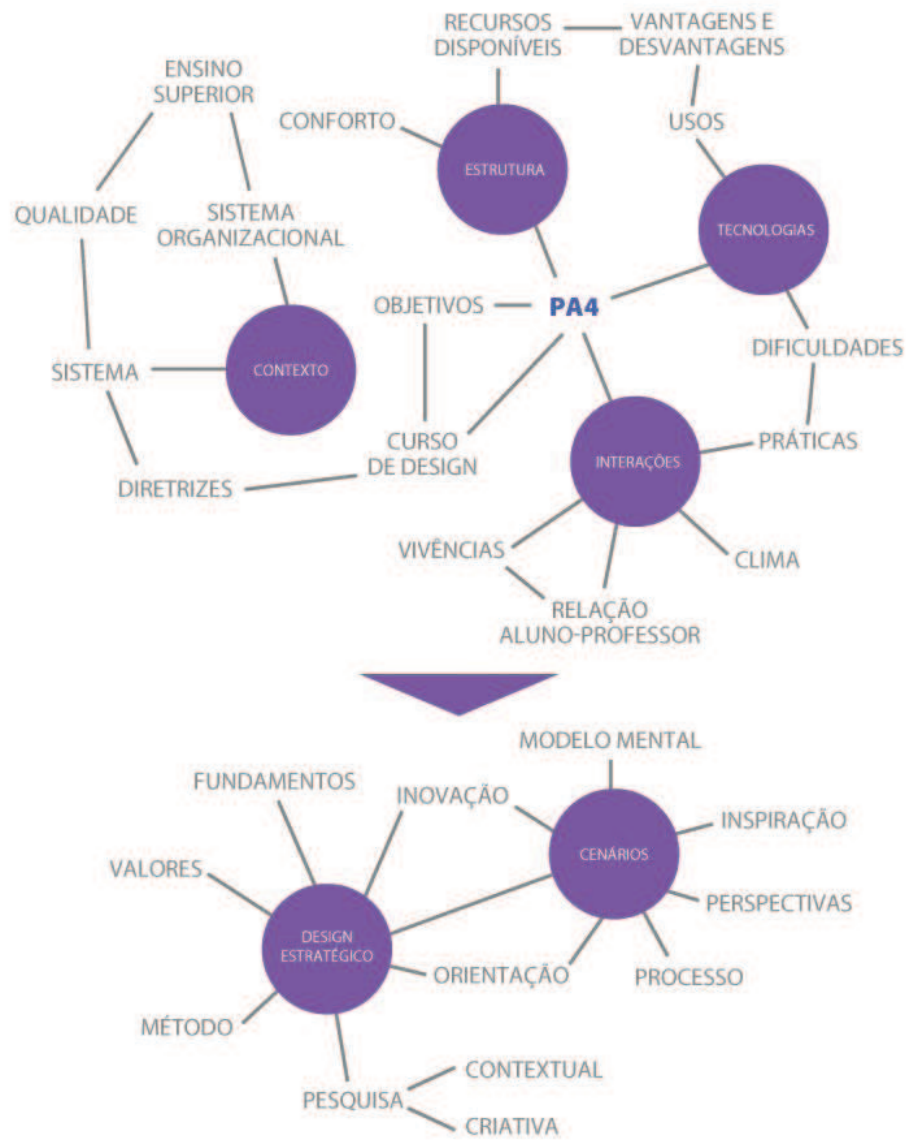 RECURSOS
DISPONÍVEIS
VANTAGENS E
DESVANTAGENS
ENSINO
SUPERIOR
CONFORTO
USOS
ESTRUTURA
QUALIDADE
SISTEMA
ORGANIZACIONAL
TECNOLOGIAS
OBJETIVOS
PA4
DIFICULDADES
SISTEMA
CONTEXTO
CURSO
DE DESIGN
INTERAÇÕES
PRÁTICAS
DIRETRIZES
VIVÊNCIAS
CLIMA
RELAÇÃO
ALUNO-PROFESSOR
MODELO MENTAL
FUNDAMENTOS
INOVAÇÃO
INSPIRAÇÃO
CENÁRIOS
VALORES
PERSPECTIVAS
DESIGN
ESTRATÉGICO
ORIENTAÇÃO
PROCESSO
MÉTODO
CONTEXTUAL
PESQUISA
CRIATIVA